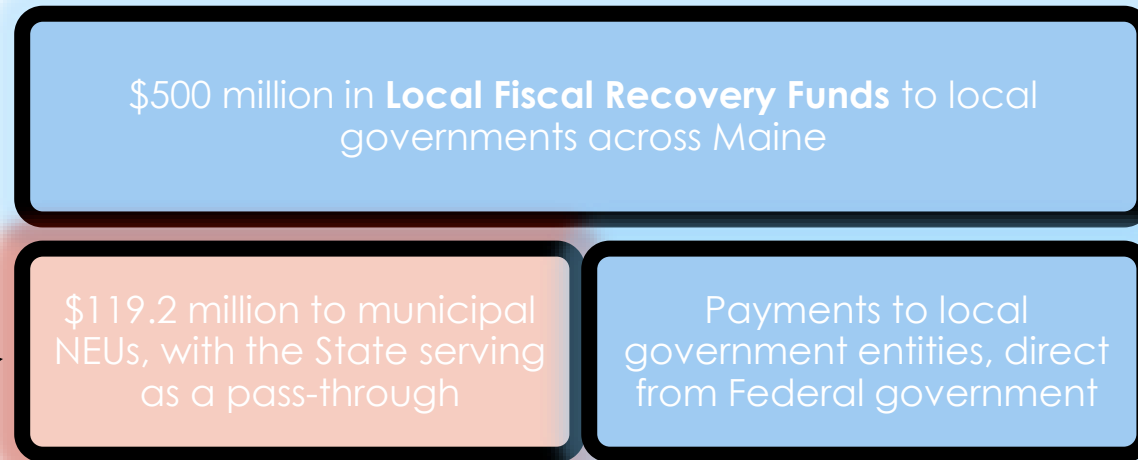 $500 million in Local Fiscal Recovery Funds to local
governments across Maine
$119.2 million to municipal
NEUs, with the State serving
as a pass-through
Payments to local
government entities, direct
from Federal government